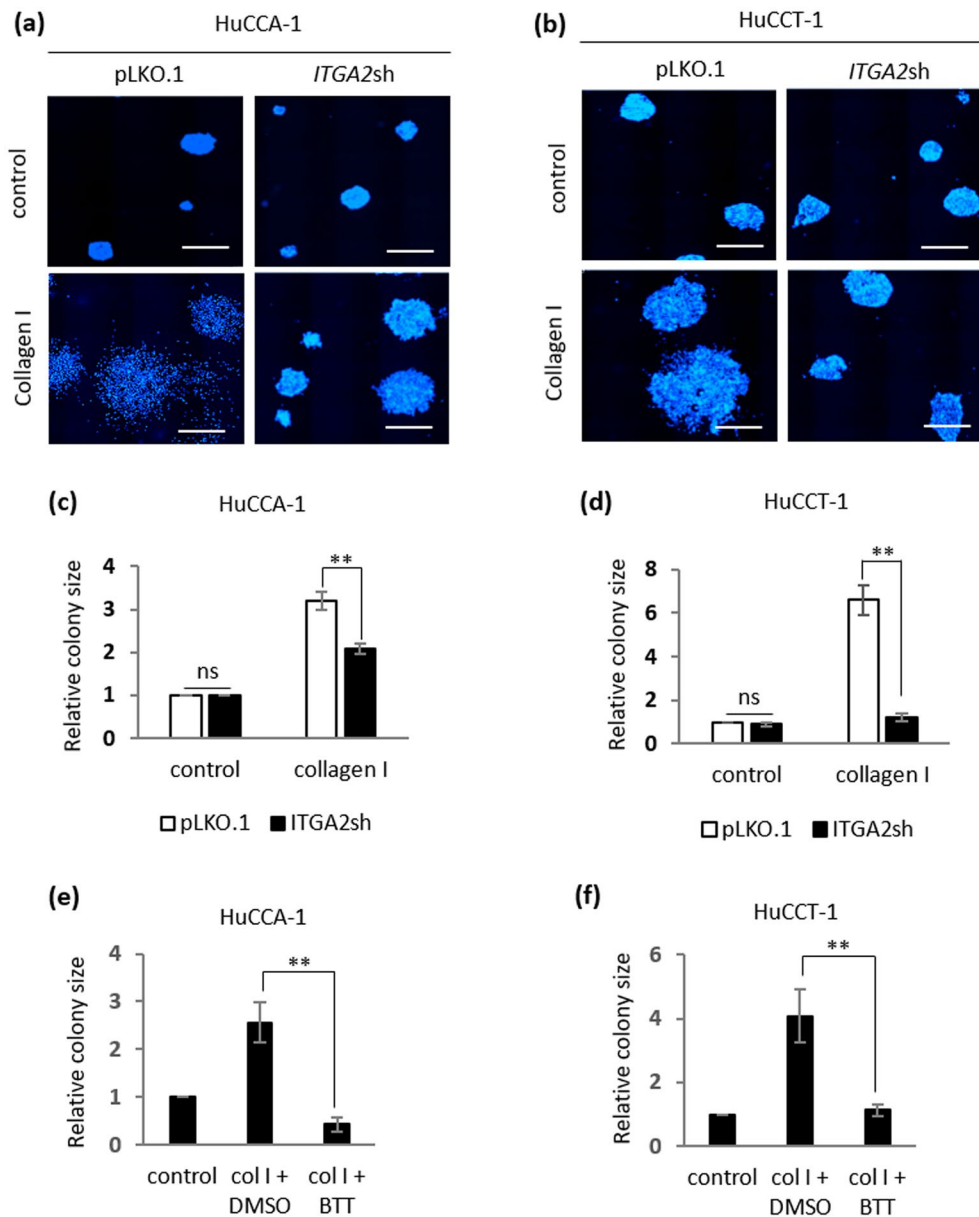 (a)
HuCCA-1
pLKO.1
ITGA2sh
control
Collagen I
(b)
HuCCT-1
pLKO.1
ITGA2sh
control
Collagen I
(c)
HuCCA-1
Relative colony size
4
3
2
1
0
ns
**
control
collagen I
pLKO.1
ITGA2sh
(d)
HuCCT-1
Relative colony size
8
6
4
2
0
ns
**
control
collagen I
pLKO.1
ITGA2sh
(e)
HuCCA-1
Relative colony size
4
3
2
1
0
**
control
col I +
DMSO
col I +
BTT
(f)
HuCCT-1
Relative colony size
6
4
2
0
**
control
col I +
DMSO
col I +
BTT